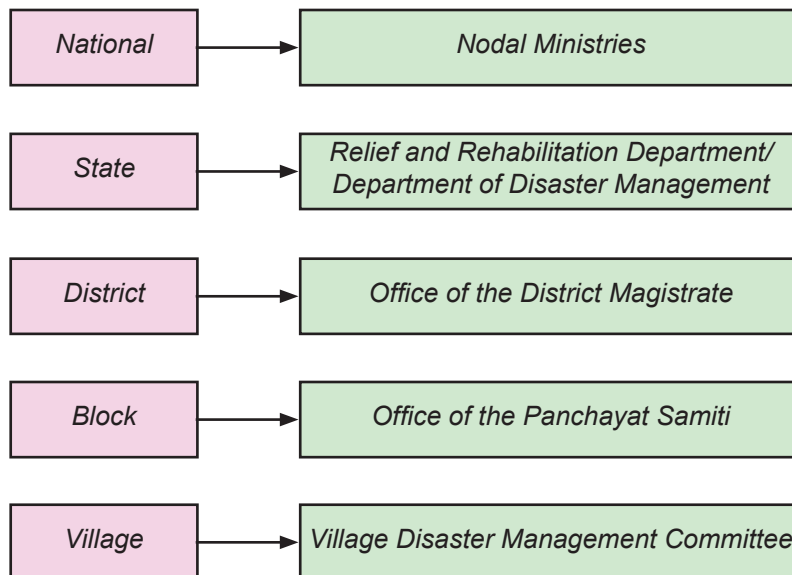 National
Nodal Ministries
State
Relief and Rehabilitation Department/
Department of Disaster Management
District
Office of the District Magistrate
Block
Office of the Panchayat Samiti
Village
Village Disaster Management Committee